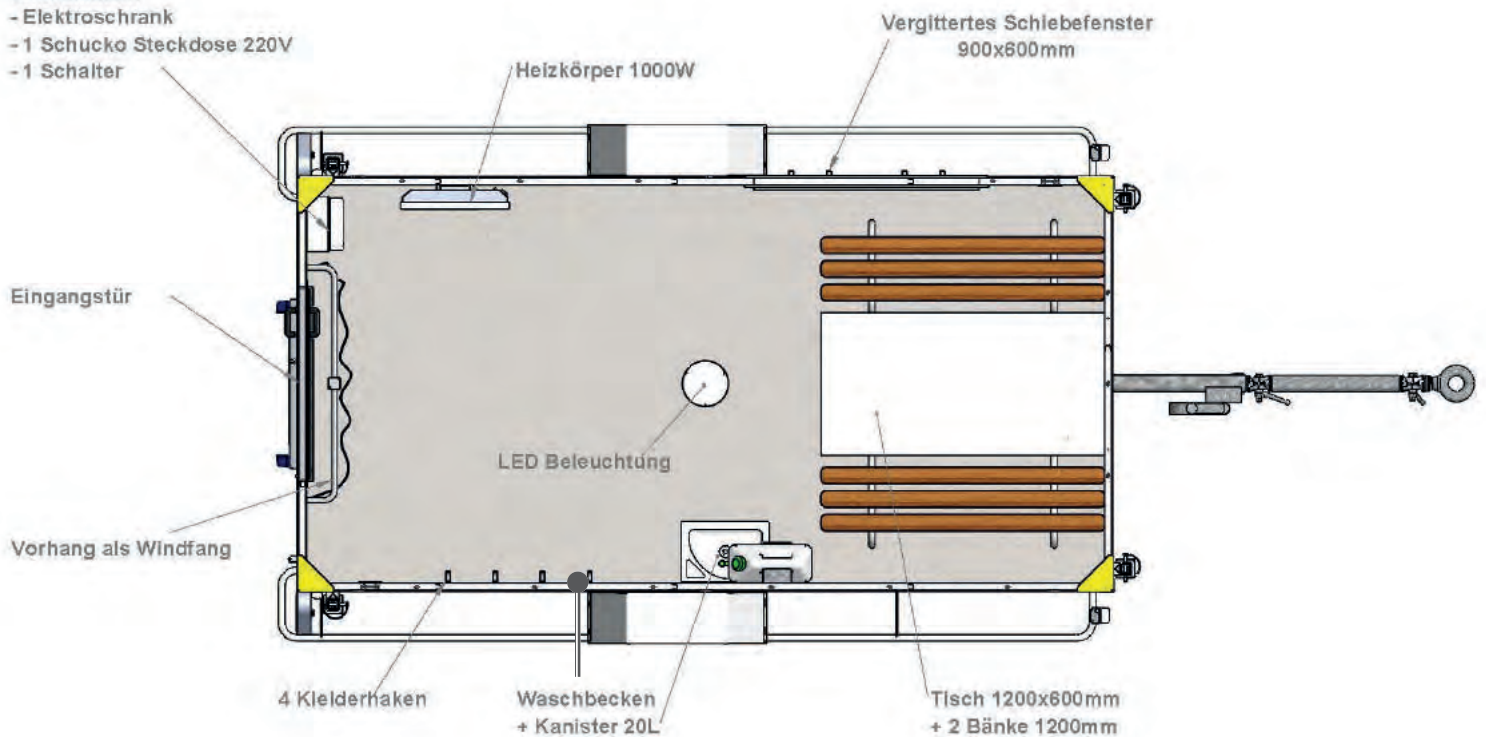 - Elektroschrank
- 1 Schucko Steckdose 220V
- 1 Schalter
Heizkörper 1000W
Vergittertes Schiebefenster
900x600mm
Eingangstür
LED Beleuchtung
Vorhang als Windfang
4 Kleiderhaken
Waschbecken
+ Kanister 20L
Tisch 1200x600mm
+ 2 Bänke 1200mm